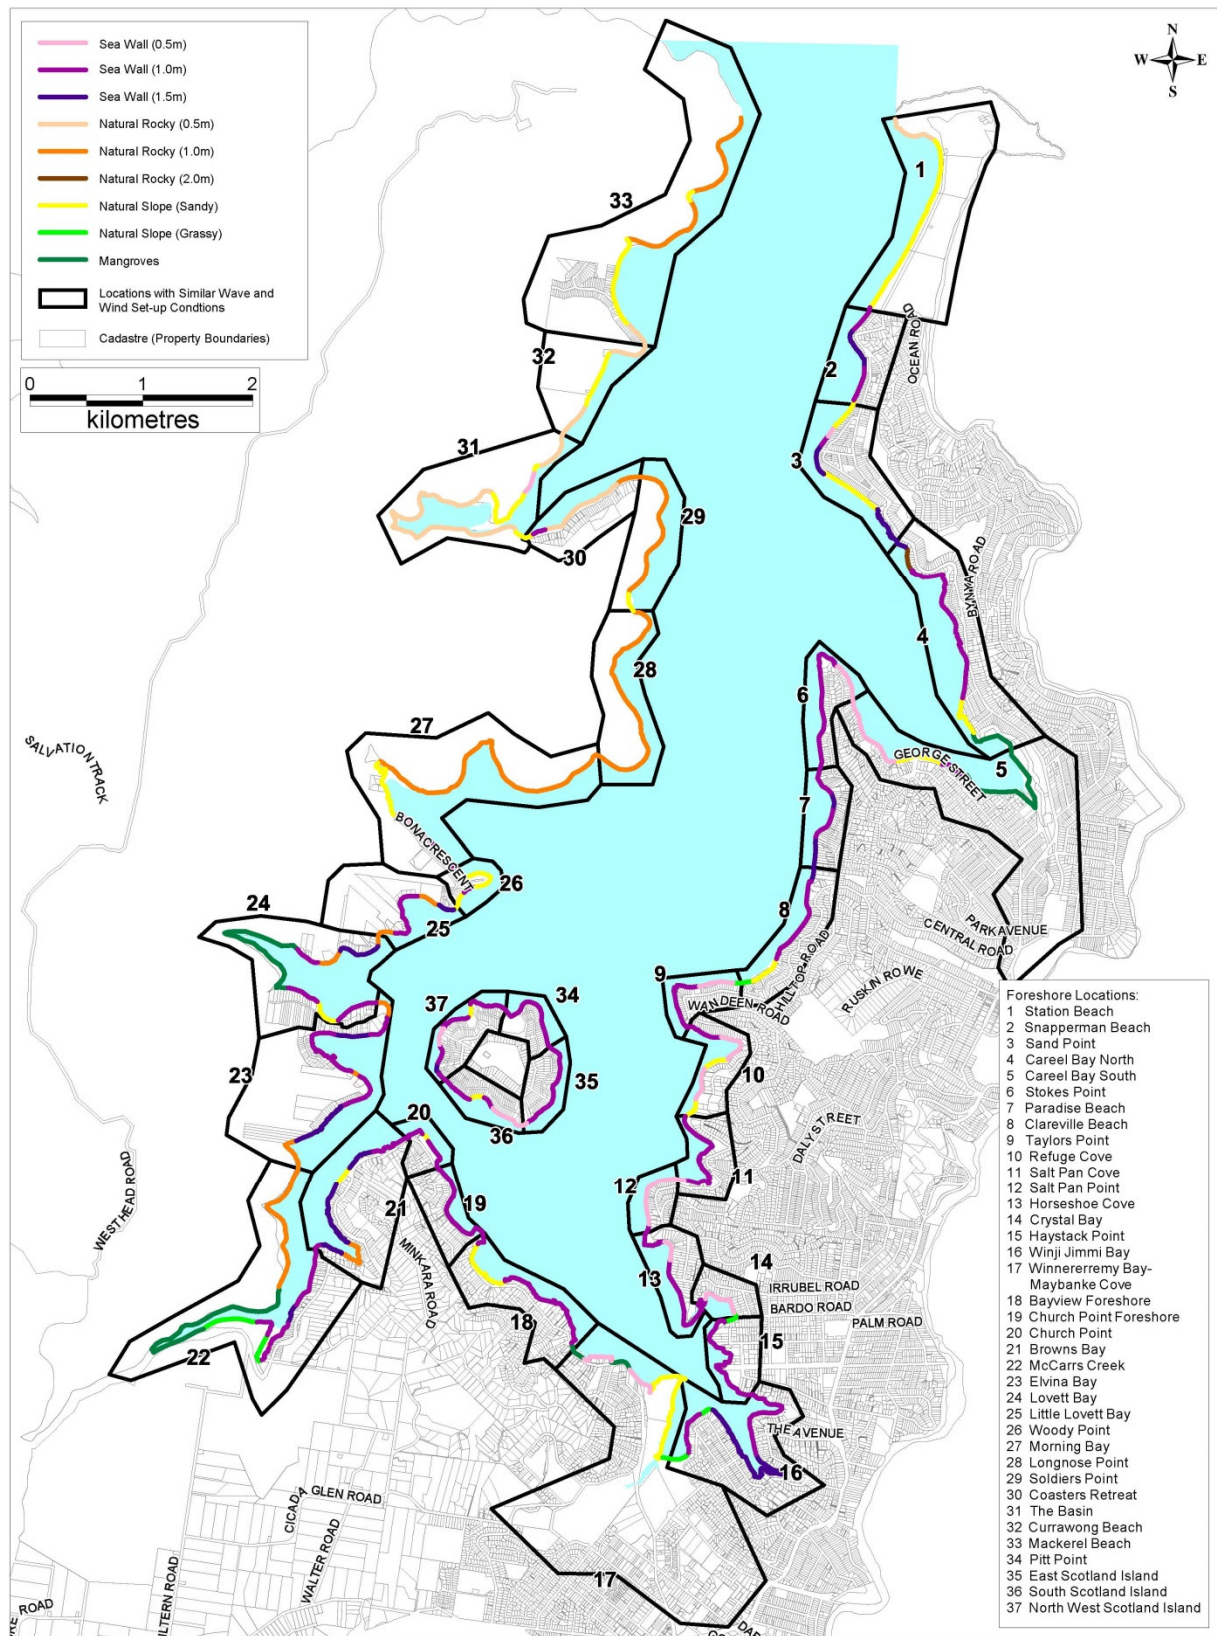 Sea Wall (0.5m)
Sea Wall (1.0m)
Sea Wall (1.5m)
Natural Rocky (0.5m)
Natural Rocky (1.0m)
Natural Rocky (2.0m)
Natural Slope (Sandy)
Natural Slope (Grassy)
Mangroves
Locations with Similar Wave and
Wind Set-up Condtions
Cadastre (Property Boundaries)
0 1 2
kilometres
N
W E
S
1
33
OCEAN ROAD
32
2
31
3
29
30
BYNYA ROAD
4
28
6
27
SALVATION TRACK
GEORGE STREET
5
7
BONA CRESCENT
26
24
25
8
PARK AVENUE
CENTRAL ROAD
HILLTOP ROAD
RUSKIN ROWE
9
WANDEEN ROAD
37
34
10
35
23
20
36
DALY STREET
WEST HEAD ROAD
11
12
21
19
MINKARA ROAD
13
14
IRRUBEL ROAD
BARDO ROAD
PALM ROAD
18
15
22
THE AVENUE
16
CICADA GLEN ROAD
WALTER ROAD
17
ILTERN ROAD
RE ROAD
Foreshore Locations:
1 Station Beach
2 Snapperman Beach
3 Sand Point
4 Careel Bay North
5 Careel Bay South
6 Stokes Point
7 Paradise Beach
8 Clareville Beach
9 Taylors Point
10 Refuge Cove
11 Salt Pan Cove
12 Salt Pan Point
13 Horseshoe Cove
14 Crystal Bay
15 Haystack Point
16 Winji Jimmi Bay
17 Winnererremy Bay-
Maybanke Cove
18 Bayview Foreshore
19 Church Point Foreshore
20 Church Point
21 Browns Bay
22 McCarrs Creek
23 Elvina Bay
24 Lovett Bay
25 Little Lovett Bay
26 Woody Point
27 Morning Bay
28 Longnose Point
29 Soldiers Point
30 Coasters Retreat
31 The Basin
32 Currawong Beach
33 Mackerel Beach
34 Pitt Point
35 East Scotland Island
36 South Scotland Island
37 North West Scotland Island